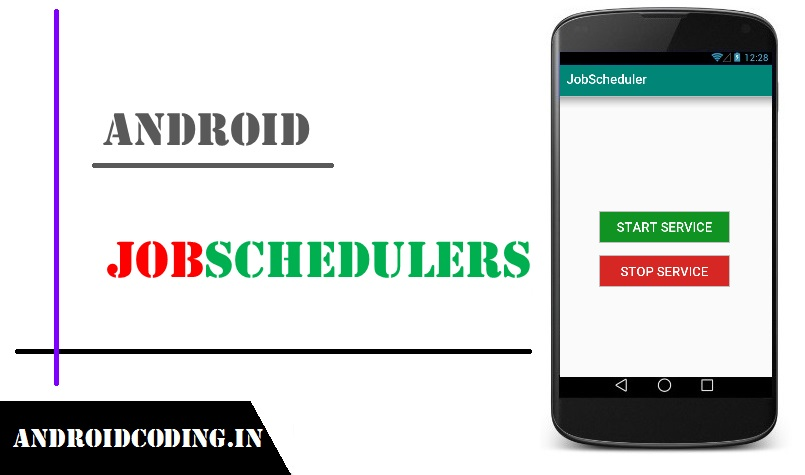 ANDROID
JOBSCHEDULERS
ANDROIDCODING.IN
12:28
JobScheduler
START SERVICE
STOP SERVICE